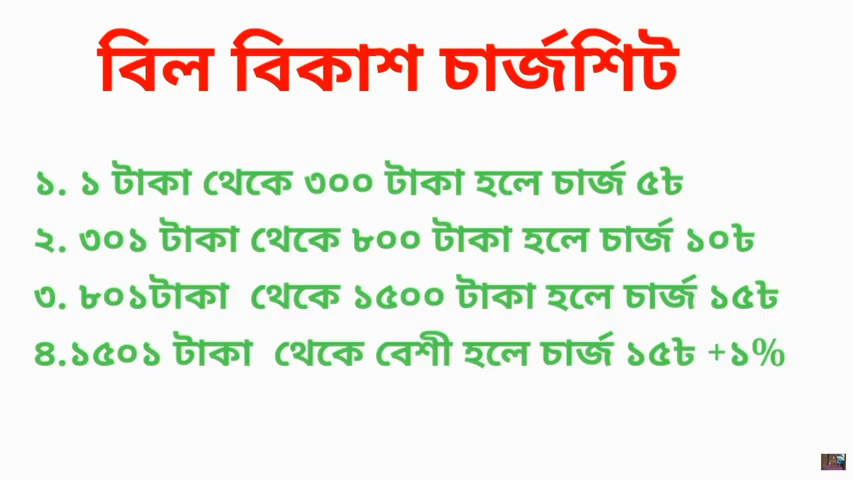 বিল বিকাশ চার্জশিট
১. ১ টাকা থেকে ৩০০ টাকা হলে চার্জ ৫৳
২. ৩০১ টাকা থেকে ৮০০ টাকা হলে চার্জ ১০৳
৩. ৮০১টাকা থেকে ১৫০০ টাকা হলে চার্জ ১৫৳
৪.১৫০১ টাকা থেকে বেশী হলে চার্জ ১৫৳ +১%